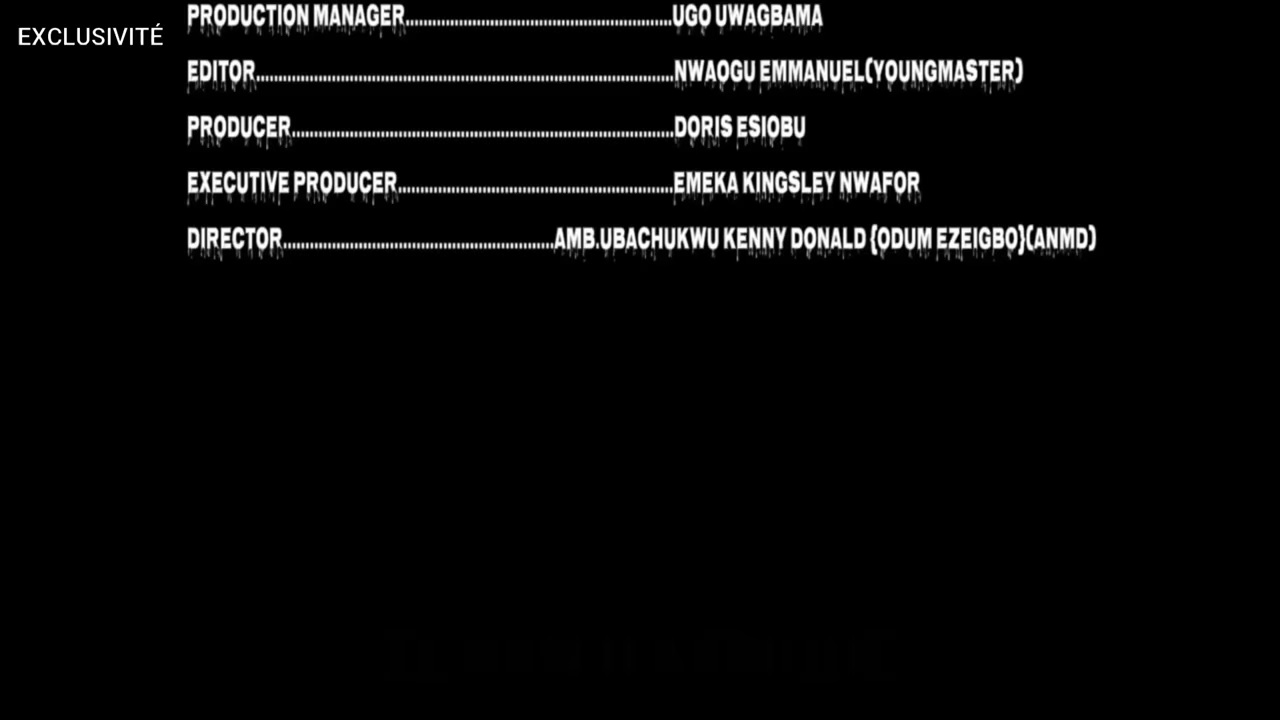 EXCLUSIVITÉ
PRODUCTION MANAGER............................................................UGO UWAGBAMA
EDITOR..............................................................................................NWAOGU EMMANUEL(YOUNGMASTER)
PRODUCER......................................................................................DORIS ESIOBU
EXECUTIVE PRODUCER..............................................................EMEKA KINGSLEY NWAFOR
DIRECTOR.............................................................AMB.UBACHUKWU KENNY DONALD {ODUM EZEIGBO}(ANMD)